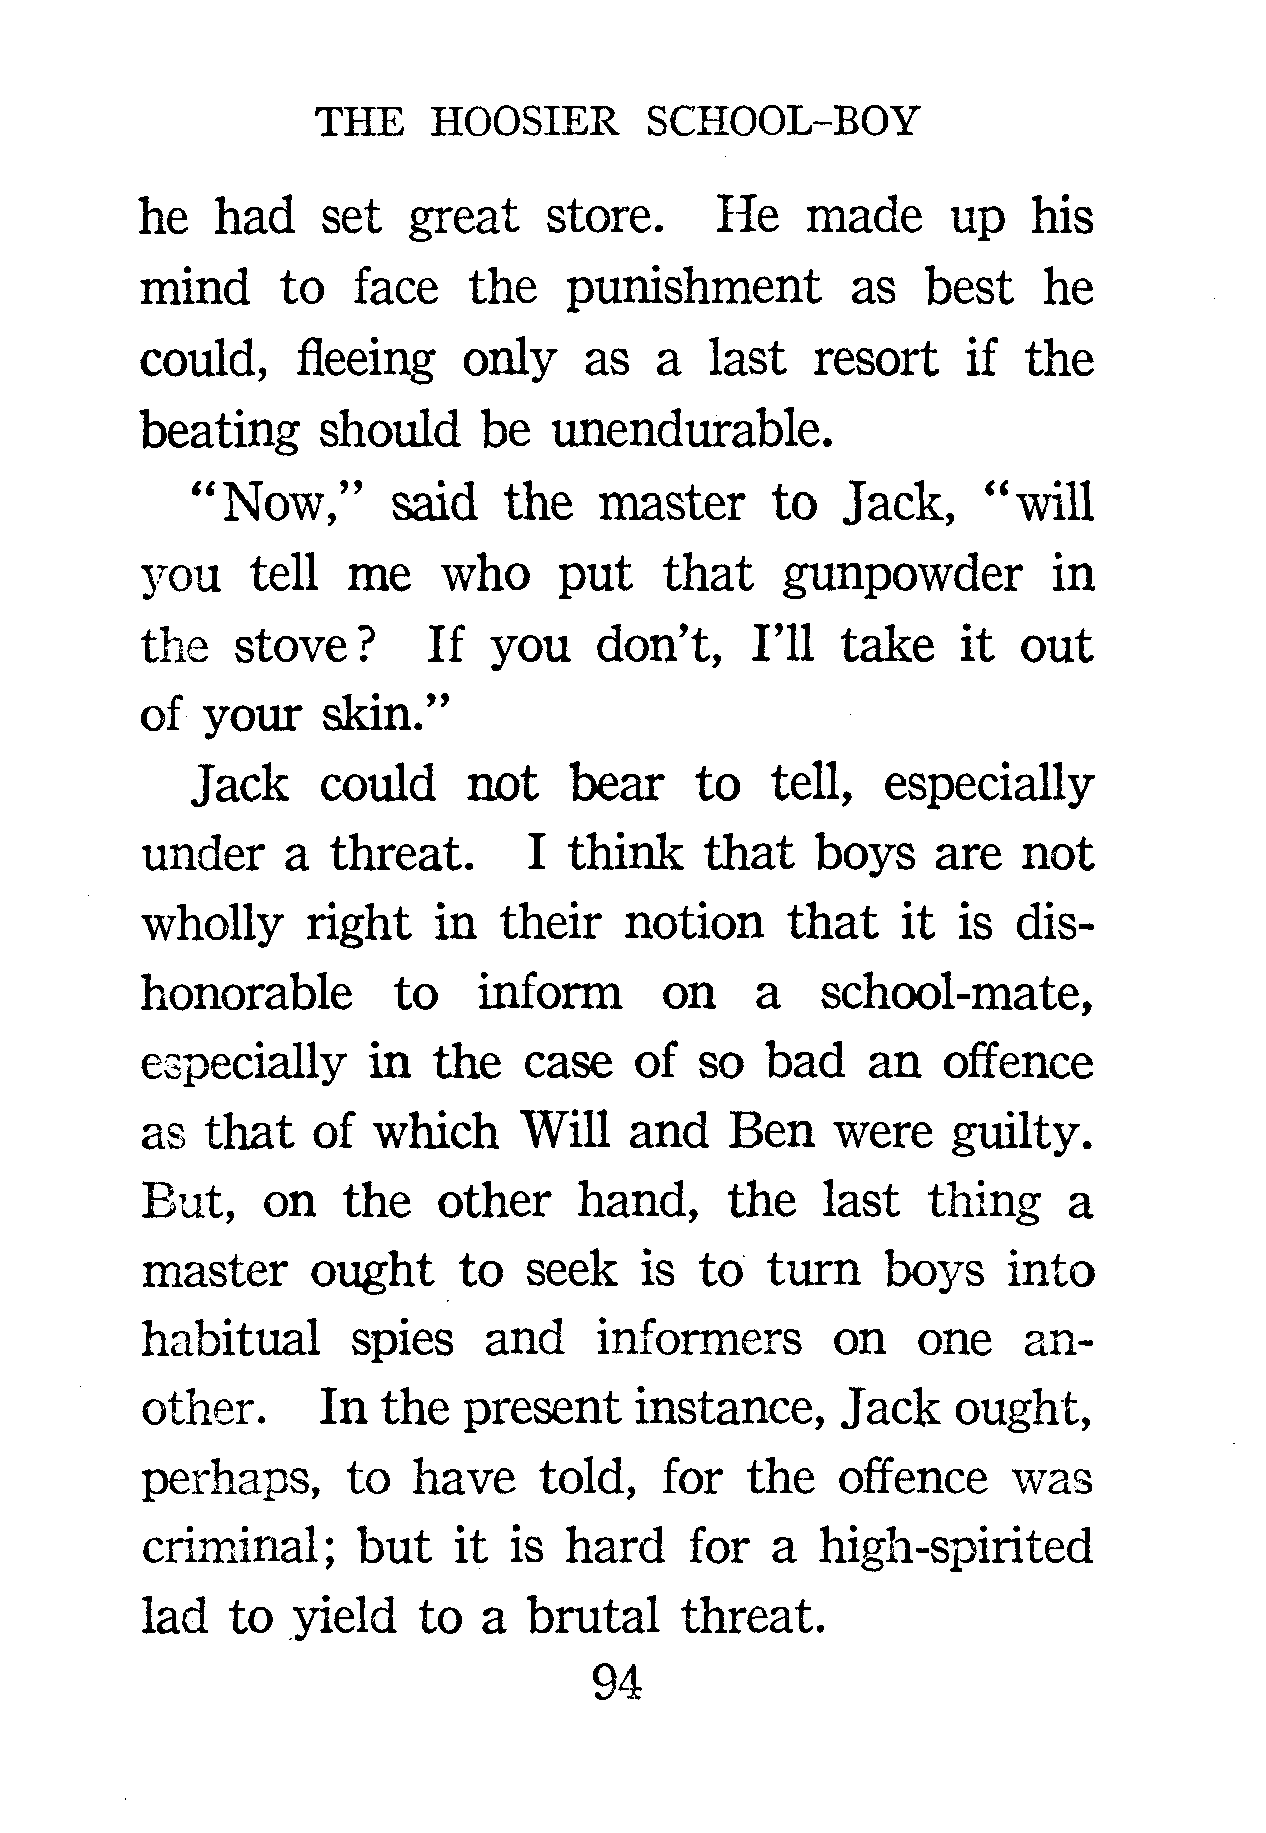 THE HOOSIER SCHOOL-BOY
he had set great store. He made up his
mind to face the punishment as best he
could, fleeing only as a last resort if the
beating should be unendurable.
“Now,” said the master to Jack, “will
you tell me who put that gunpowder in
the stove? If you don't, I'll take it out
of your skin.”
Jack could not bear to tell, especially
under a threat. I think that boys are not
wholly right in their notion that it is dis-
honorable to inform on a school-mate,
especially in the case of so bad an offence
as that of which Will and Ben were guilty.
But, on the other hand, the last thing a
master ought to seek is to turn boys into
habitual spies and informers on one an-
other. In the present instance, Jack ought,
perhaps, to have told, for the offence was
criminal; but it is hard for a high-spirited
lad to yield to a brutal threat.
94